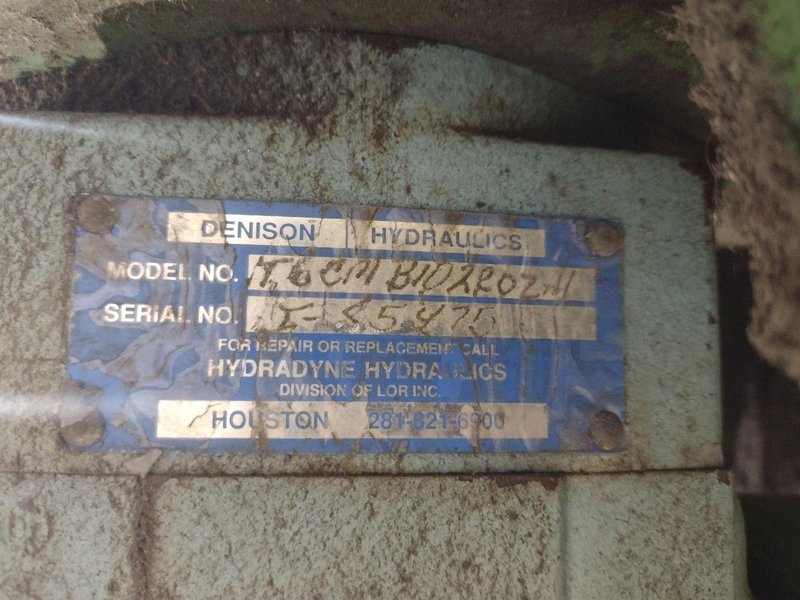 DENISON HYDRAULICS
MODEL NO. T6CM B10 2R02
SERIAL NO.
FOR REPAIR OR REPLACEMENT CALL
HYDRADYNE HYDRAULICS
DIVISION OF LOR INC.
HOUSTON 281-821-6900